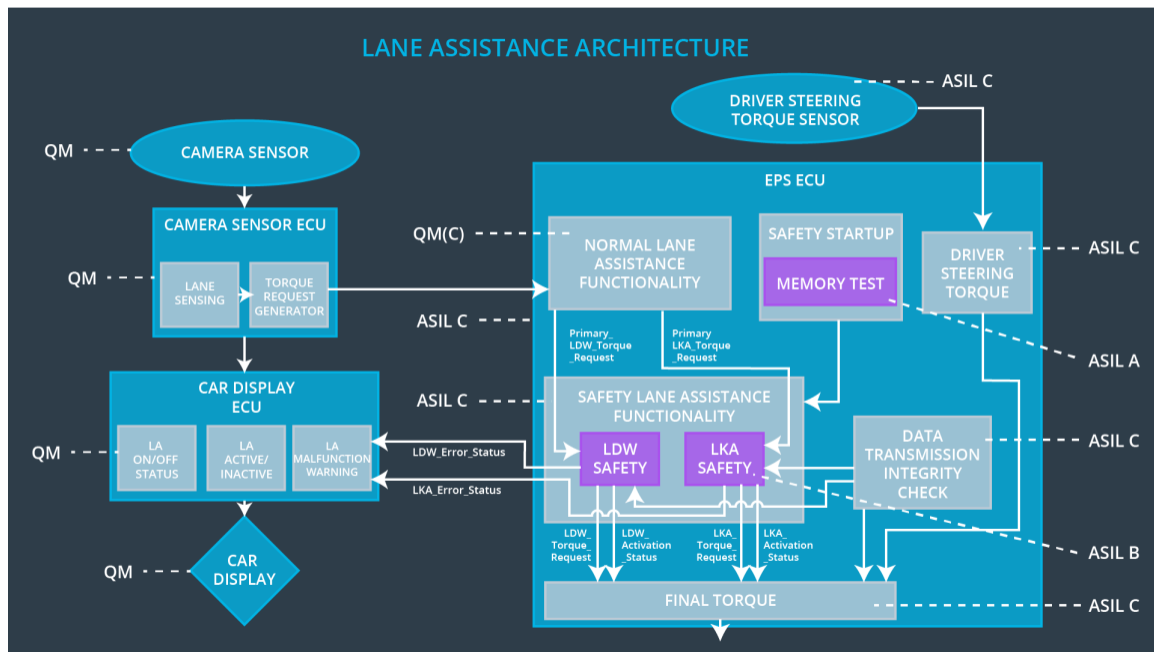 LANE ASSISTANCE ARCHITECTURE
ASIL C
DRIVER STEERING
TORQUE SENSOR
QM
CAMERA SENSOR
EPS ECU
CAMERA SENSOR ECU
QM(C)
NORMAL LANE
ASSISTANCE
FUNCTIONALITY
SAFETY STARTUP
MEMORY TEST
DRIVER
STEERING
TORQUE
ASIL C
QM
LANE
SENSING
TORQUE
REQUEST
GENERATOR
ASIL C
Primary_
LDW_Torque
_Request
Primary
LKA_Torque
_Request
ASIL A
CAR DISPLAY
ECU
ASIL C
SAFETY LANE ASSISTANCE
FUNCTIONALITY
QM
LA
ON/OFF
STATUS
LA
ACTIVE/
INACTIVE
LA
MALFUNCTION
WARNING
LDW_Error_Status
LKA_Error_Status
LDW
SAFETY
LKA
SAFETY
DATA
TRANSMISSION
INTEGRITY
CHECK
ASIL C
LDW_
Torque_
Request
LDW_
Activation
_Status
LKA_
Torque_
Request
LKA_
Activation
_Status
ASIL B
QM
CAR
DISPLAY
FINAL TORQUE
ASIL C